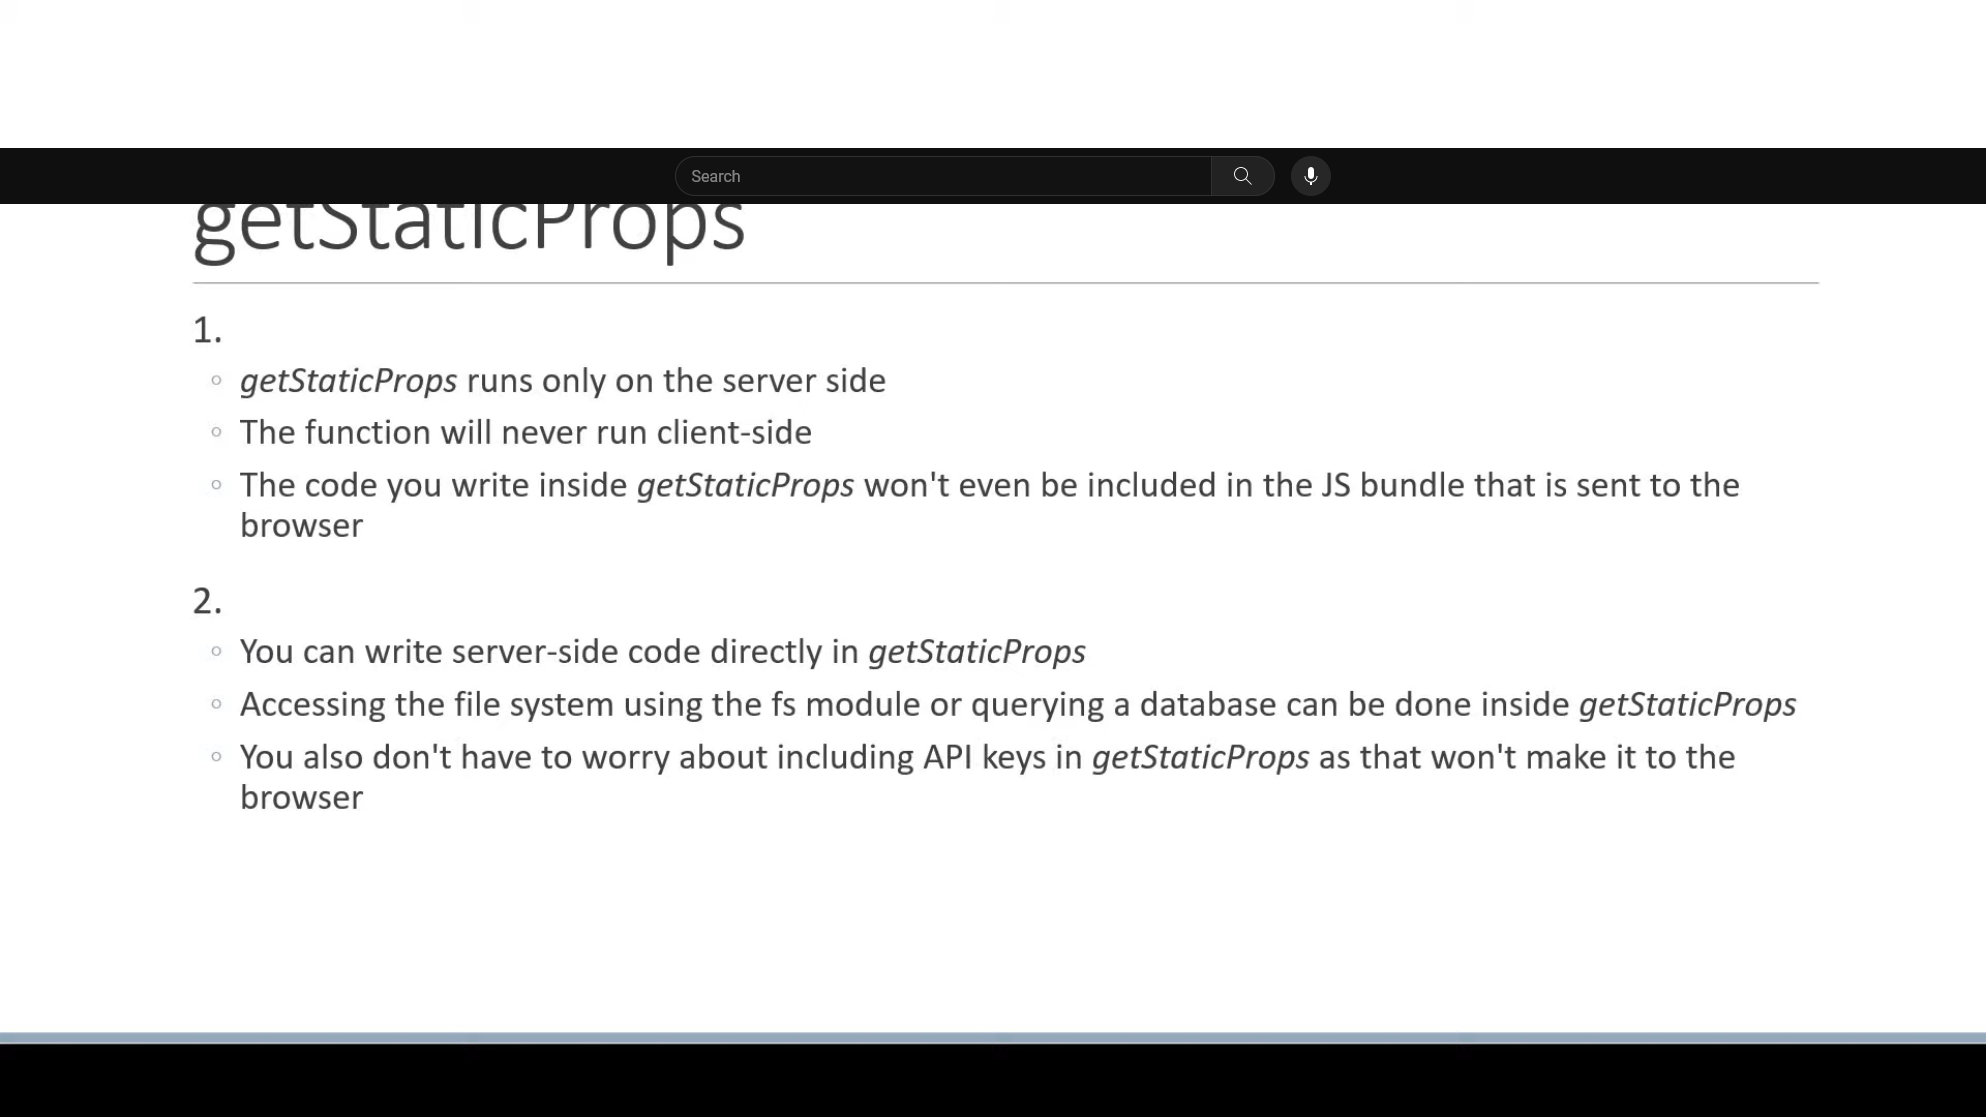 Search
getStaticProps
1.
getStaticProps runs only on the server side
The function will never run client-side
The code you write inside getStaticProps won't even be included in the JS bundle that is sent to the
browser
2.
You can write server-side code directly in getStaticProps
Accessing the file system using the fs module or querying a database can be done inside getStaticProps
You also don't have to worry about including API keys in getStaticProps as that won't make it to the
browser